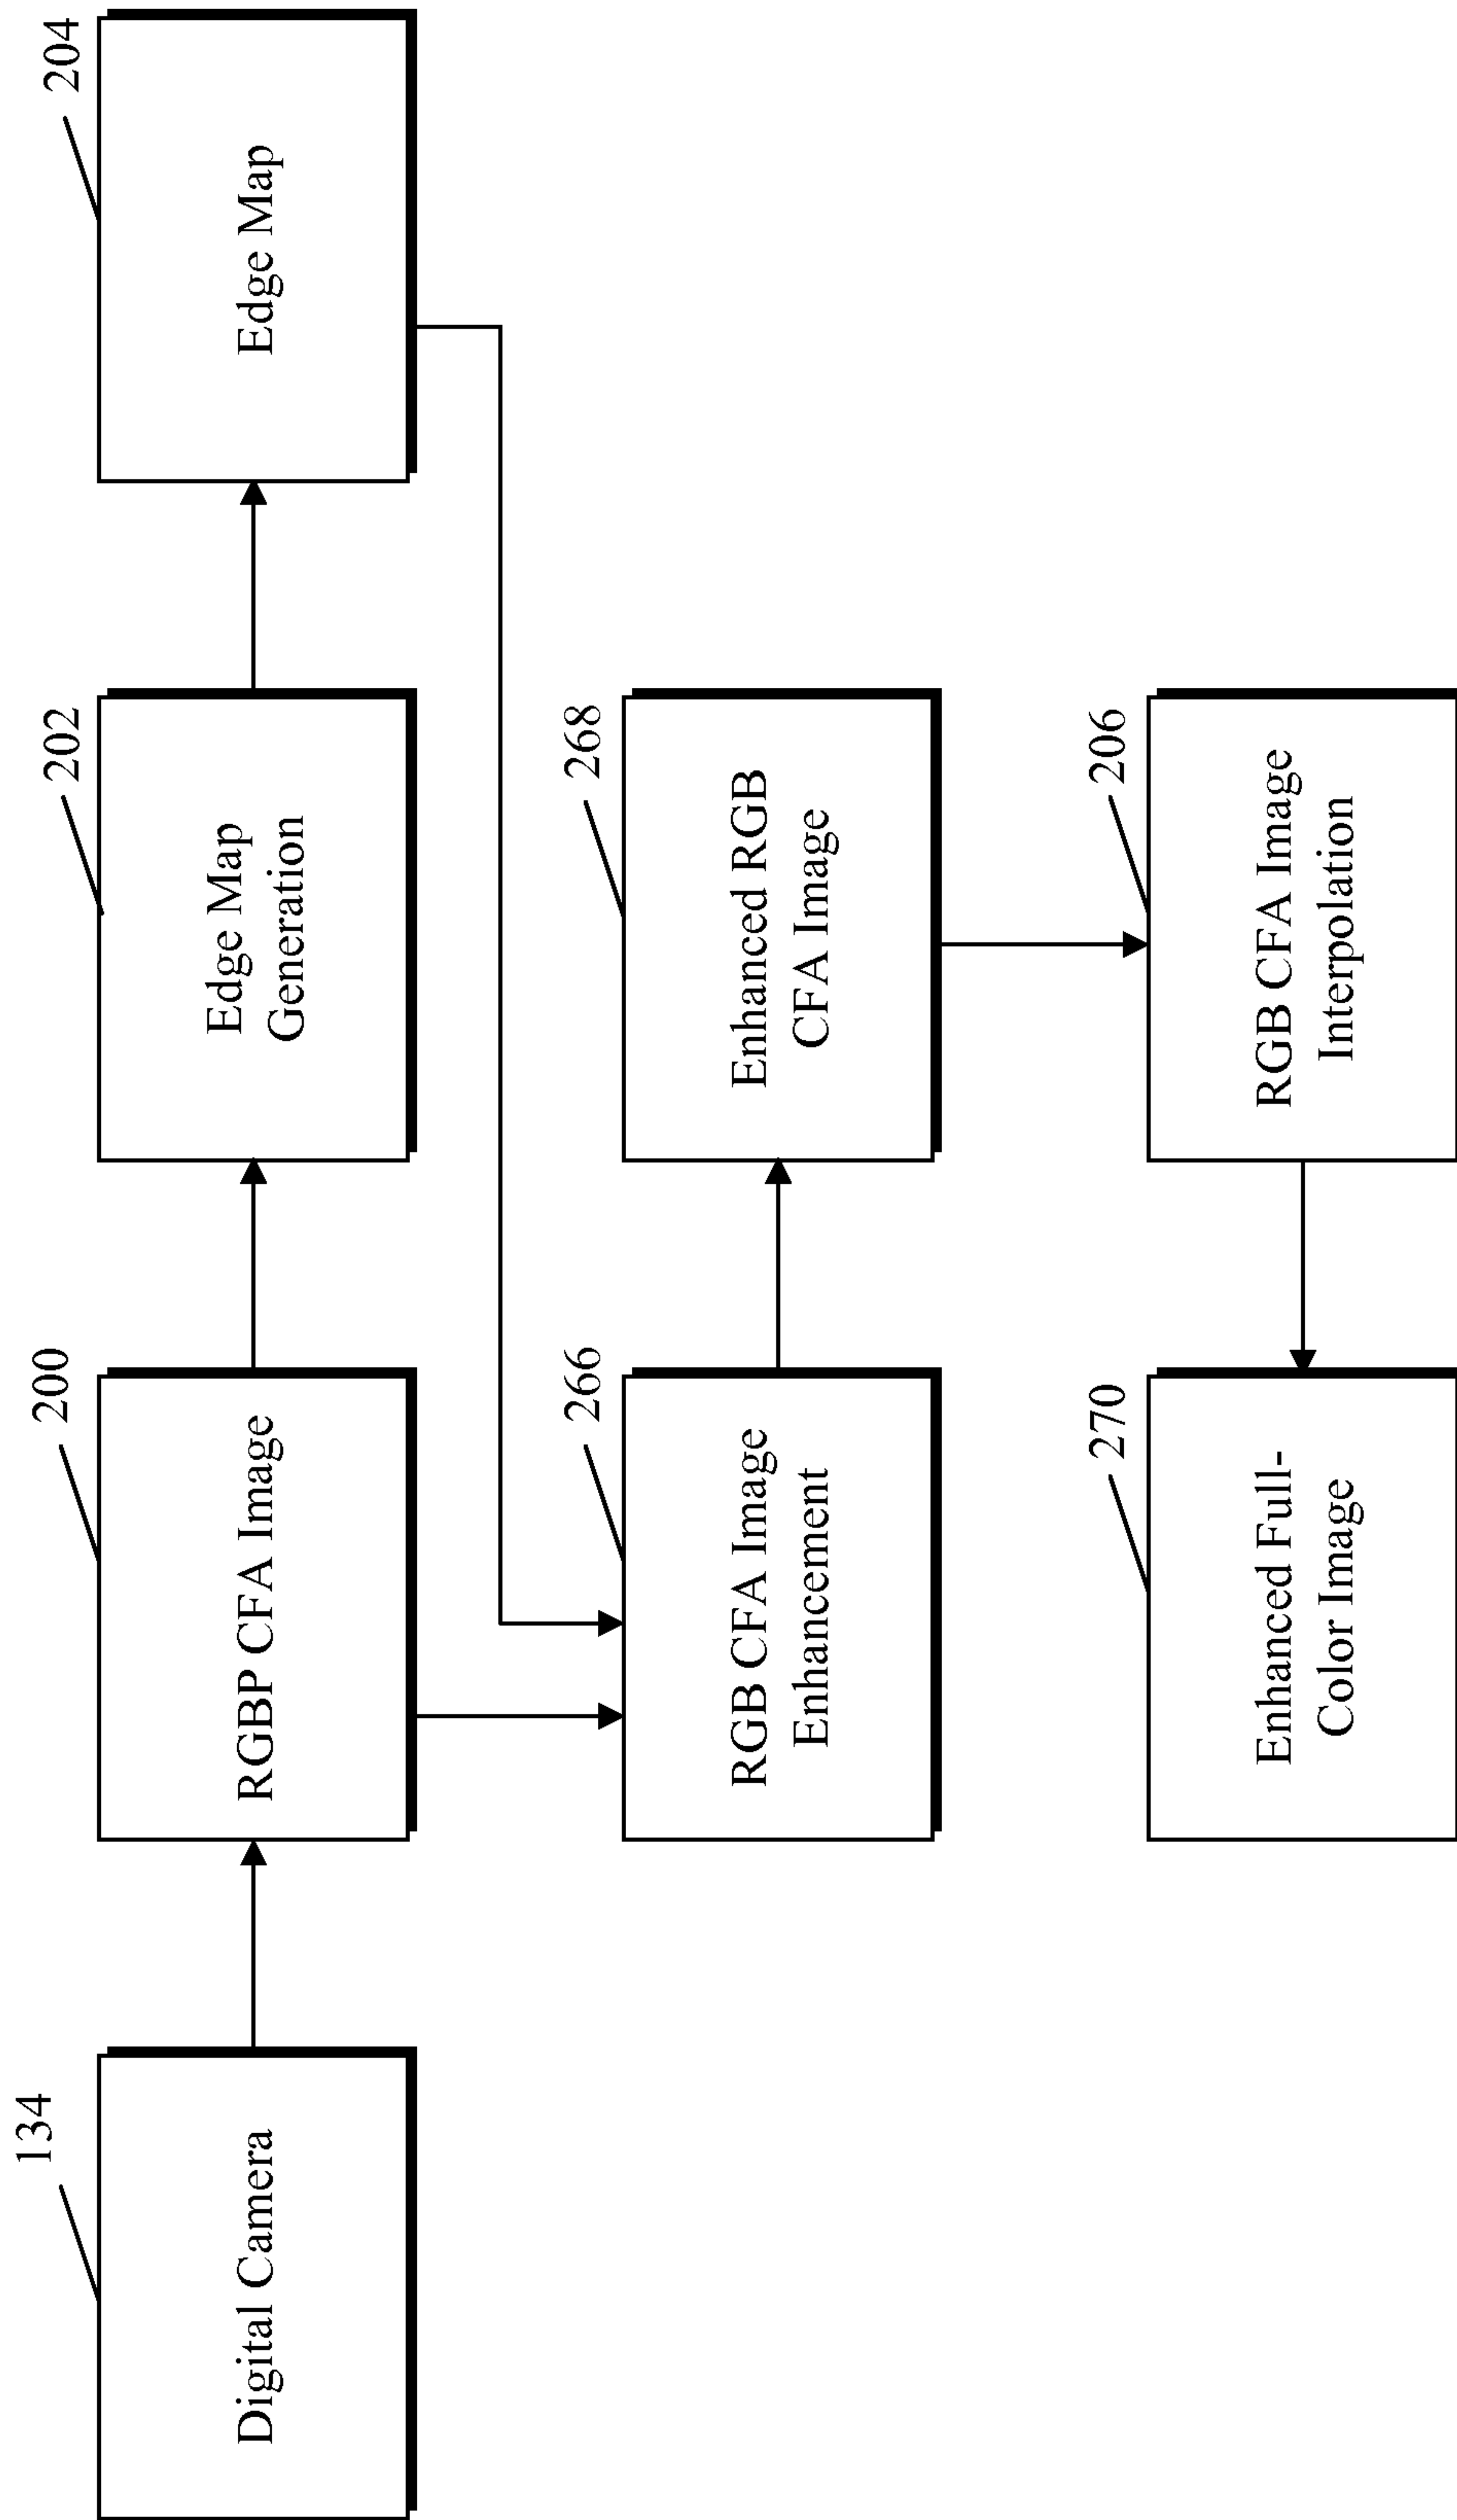 134
Digital Camera
200
RGBP CFA Image
202
Edge Map
Generation
204
Edge Map
266
RGB CFA Image
Enhancement
268
Enhanced RGB
CFA Image
270
Enhanced Full-
Color Image
206
RGB CFA Image
Interpolation